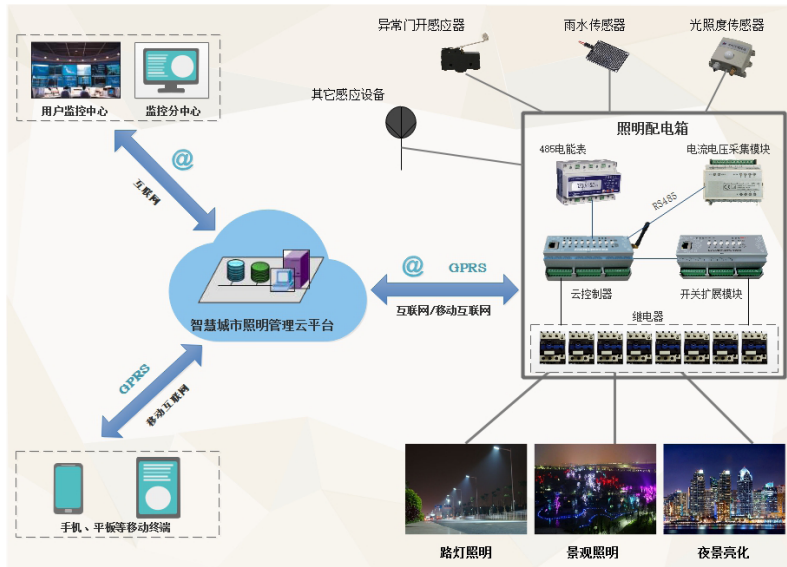 异常门开感应器
雨水传感器
光照度传感器
其它感应设备
用户监控中心
监控分中心
照明配电箱
485电能表
电流电压采集模块
@
互联网
RS485
@ GPRS
云控制器
开关扩展模块
互联网/移动互联网
智慧城市照明管理云平台
继电器
GPRS
移动互联网
手机、平板等移动终端
路灯照明
景观照明
夜景亮化